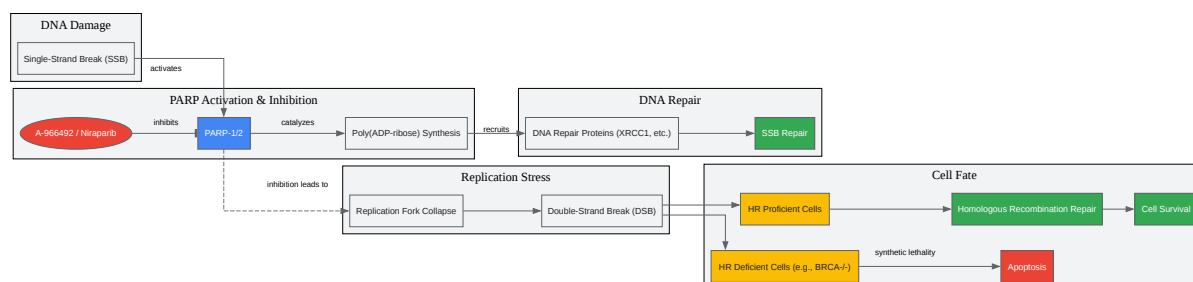 DNA Damage
Single-Strand Break (SSB)
activates
PARP Activation & Inhibition
A-966492 / Niraparib
inhibits
PARP-1/2
catalyzes
Poly(ADP-ribose) Synthesis
recruits
DNA Repair
DNA Repair Proteins (XRCC1, etc.)
SSB Repair
inhibition leads to
Replication Stress
Replication Fork Collapse
Double-Strand Break (DSB)
Cell Fate
HR Proficient Cells
Homologous Recombination Repair
Cell Survival
HR Deficient Cells (e.g., BRCA-/-)
synthetic lethality
Apoptosis